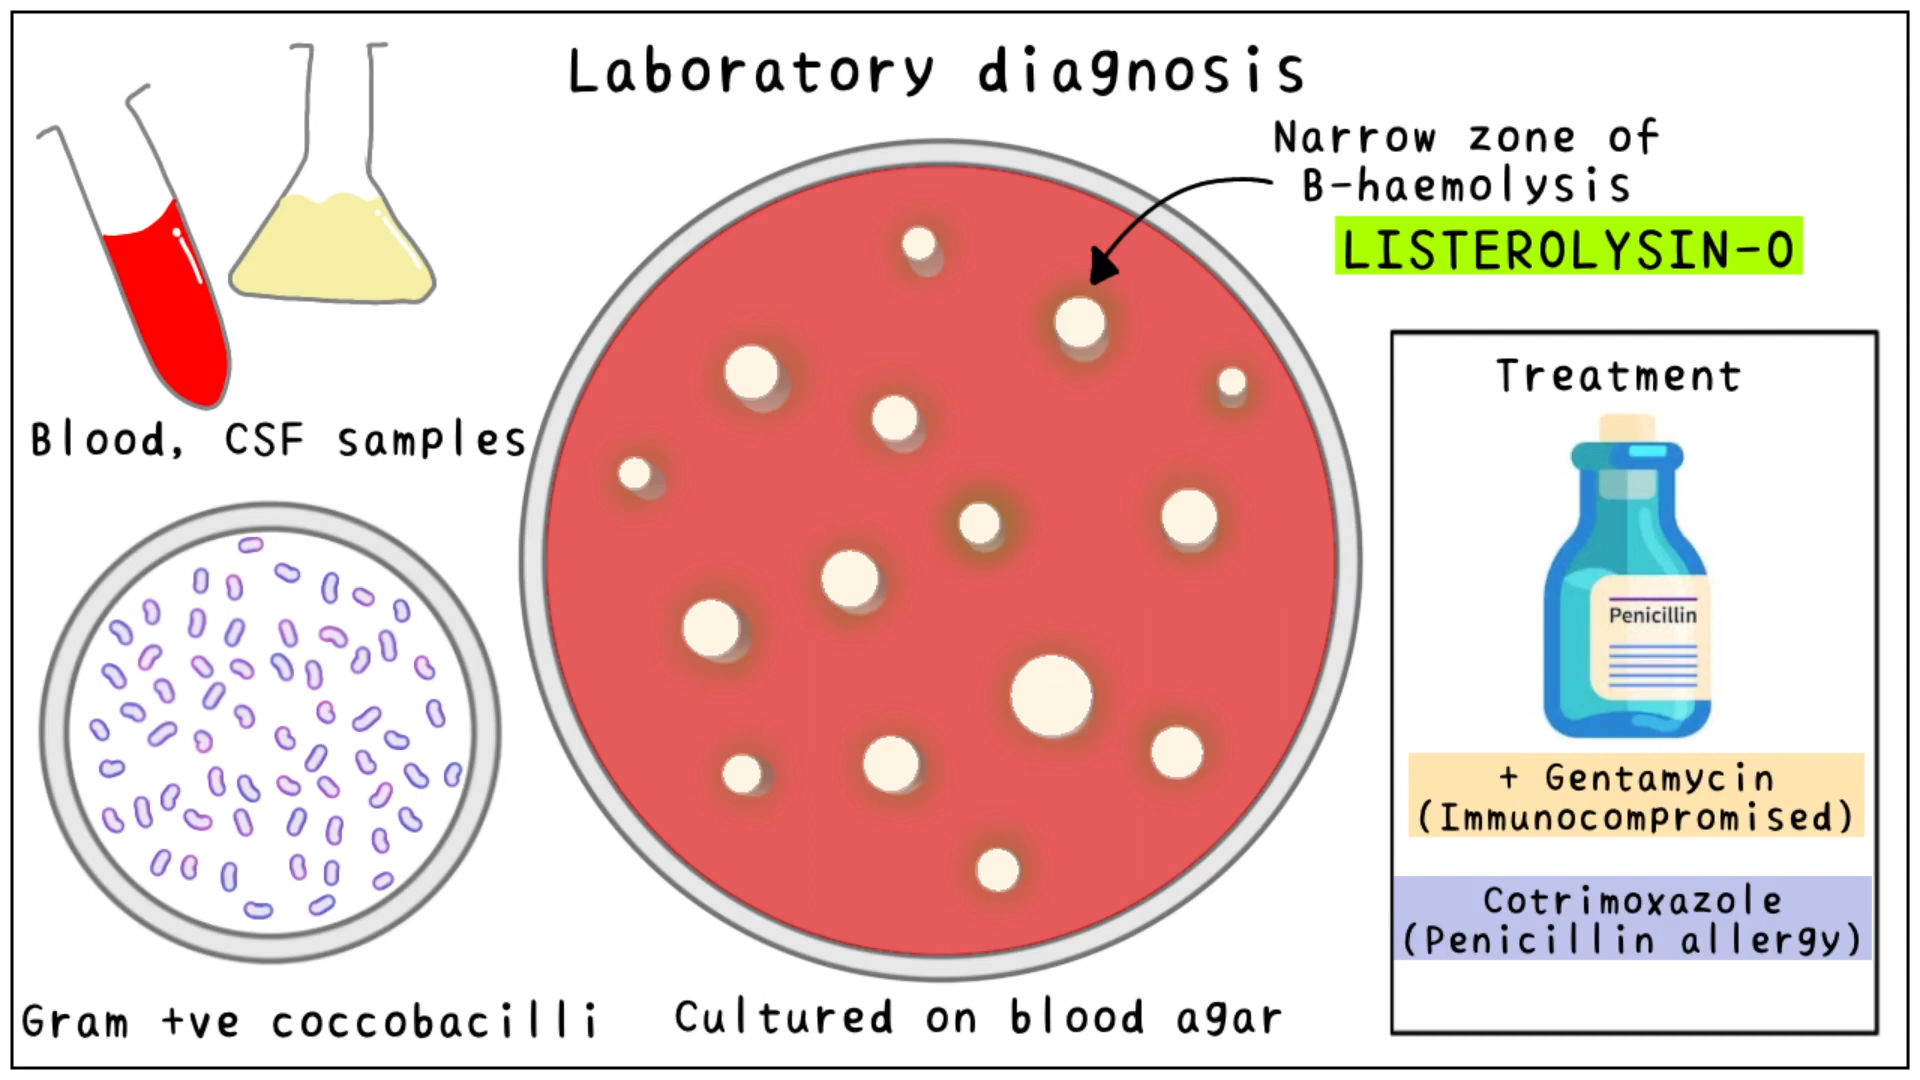 Laboratory diagnosis
Narrow zone of
B-haemolysis
LISTEROLYSIN-O
Blood, CSF samples
Gram +ve coccobacilli
Cultured on blood agar
Treatment
Penicillin
+ Gentamycin
(Immunocompromised)
Cotrimoxazole
(Penicillin allergy)